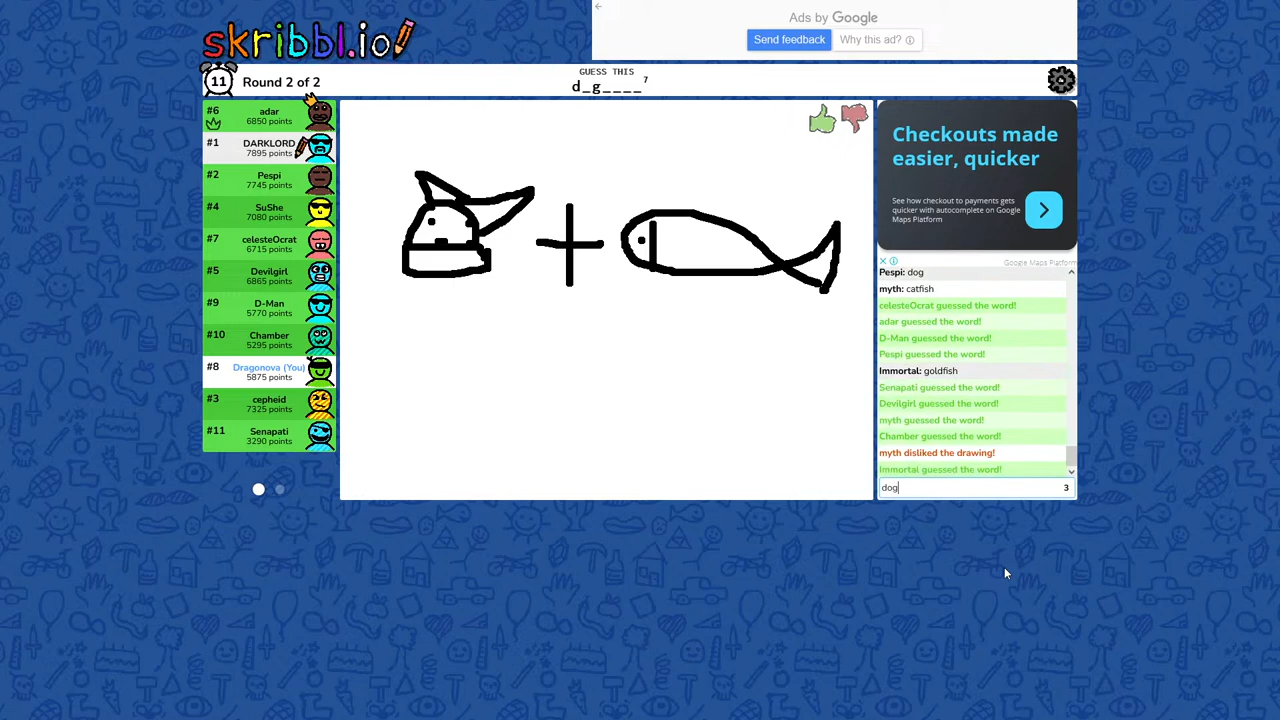 skribbl.io
Ads by Google
Send feedback
Why this ad?
11
Round 2 of 2
GUESS THIS
d_g____ 7
#6
adar
6850 points
#1
DARKLORD
7895 points
#2
Pespi
7745 points
#4
SuShe
7080 points
#7
celesteOcrat
6715 points
#5
Devilgirl
6865 points
#9
D-Man
5770 points
#10
Chamber
5295 points
#8
Dragonova (You)
5875 points
#3
cepheid
7325 points
#11
Senapati
3290 points
Checkouts made
easier, quicker
See how checkout to payments gets
quicker with autocomplete on Google
Maps Platform
Google Maps Platform
Pespi: dog
myth: catfish
celesteOcrat guessed the word!
adar guessed the word!
D-Man guessed the word!
Pespi guessed the word!
Immortal: goldfish
Senapati guessed the word!
Devilgirl guessed the word!
myth guessed the word!
Chamber guessed the word!
myth disliked the drawing!
Immortal guessed the word!
dog
3